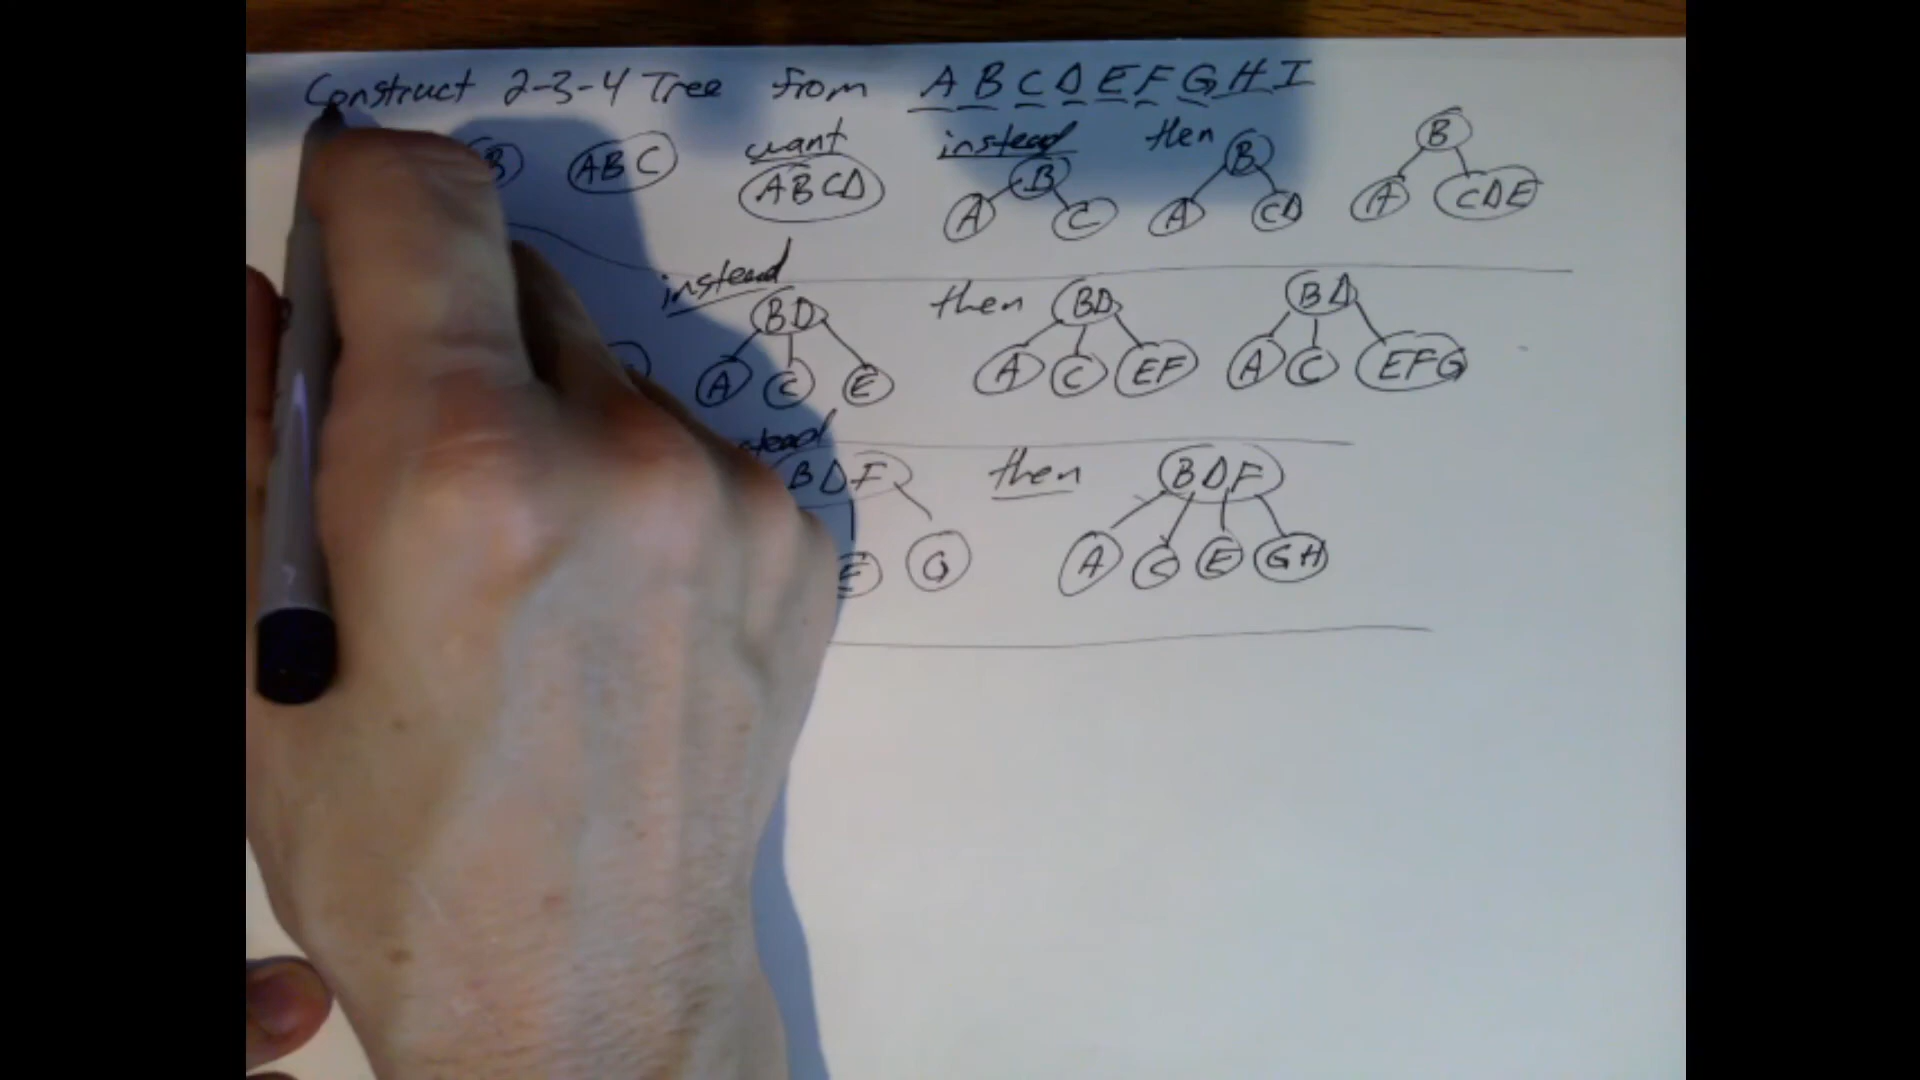 Construct 2-3-4 Tree from A B C D E F G H I
B ABC want ABCD instead B A C then B A CD B A CDE
instead BD A C E then BD A C EF BD A C EFG
BDF E G then BDF A C E GH